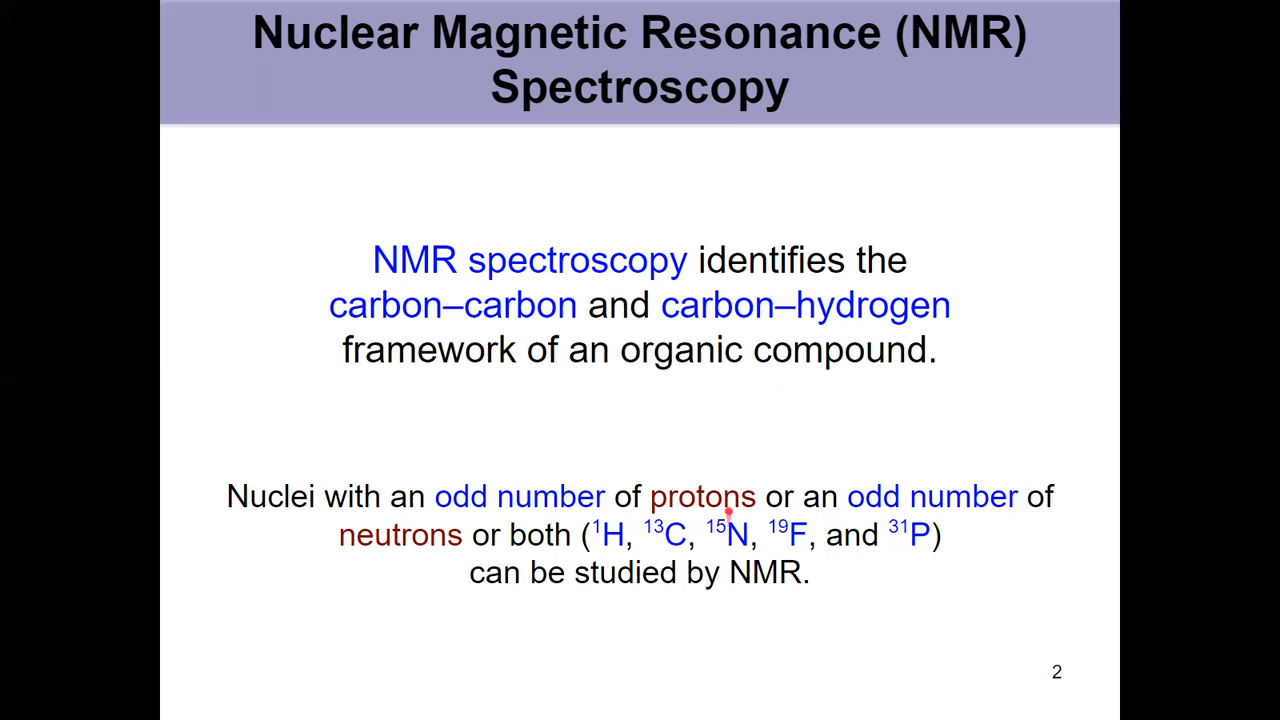 Nuclear Magnetic Resonance (NMR)
Spectroscopy
NMR spectroscopy identifies the
carbon–carbon and carbon–hydrogen
framework of an organic compound.
Nuclei with an odd number of protons or an odd number of
neutrons or both (¹H, ¹³C, ¹⁵N, ¹⁹F, and ³¹P)
can be studied by NMR.
2